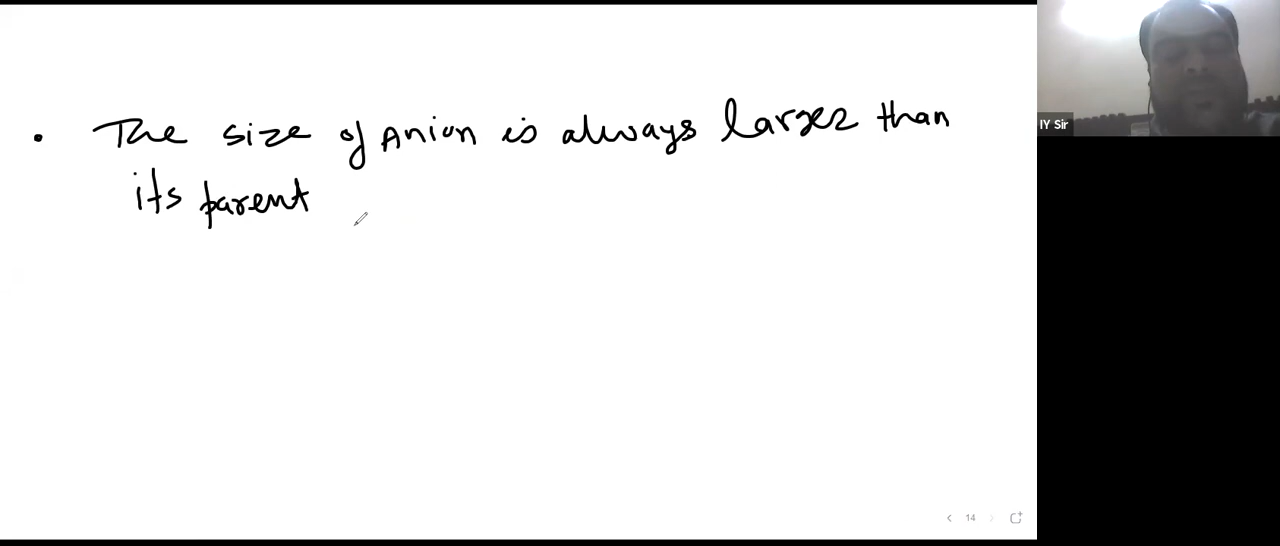 The size of Anion is always larger than
its parent
IY Sir
14